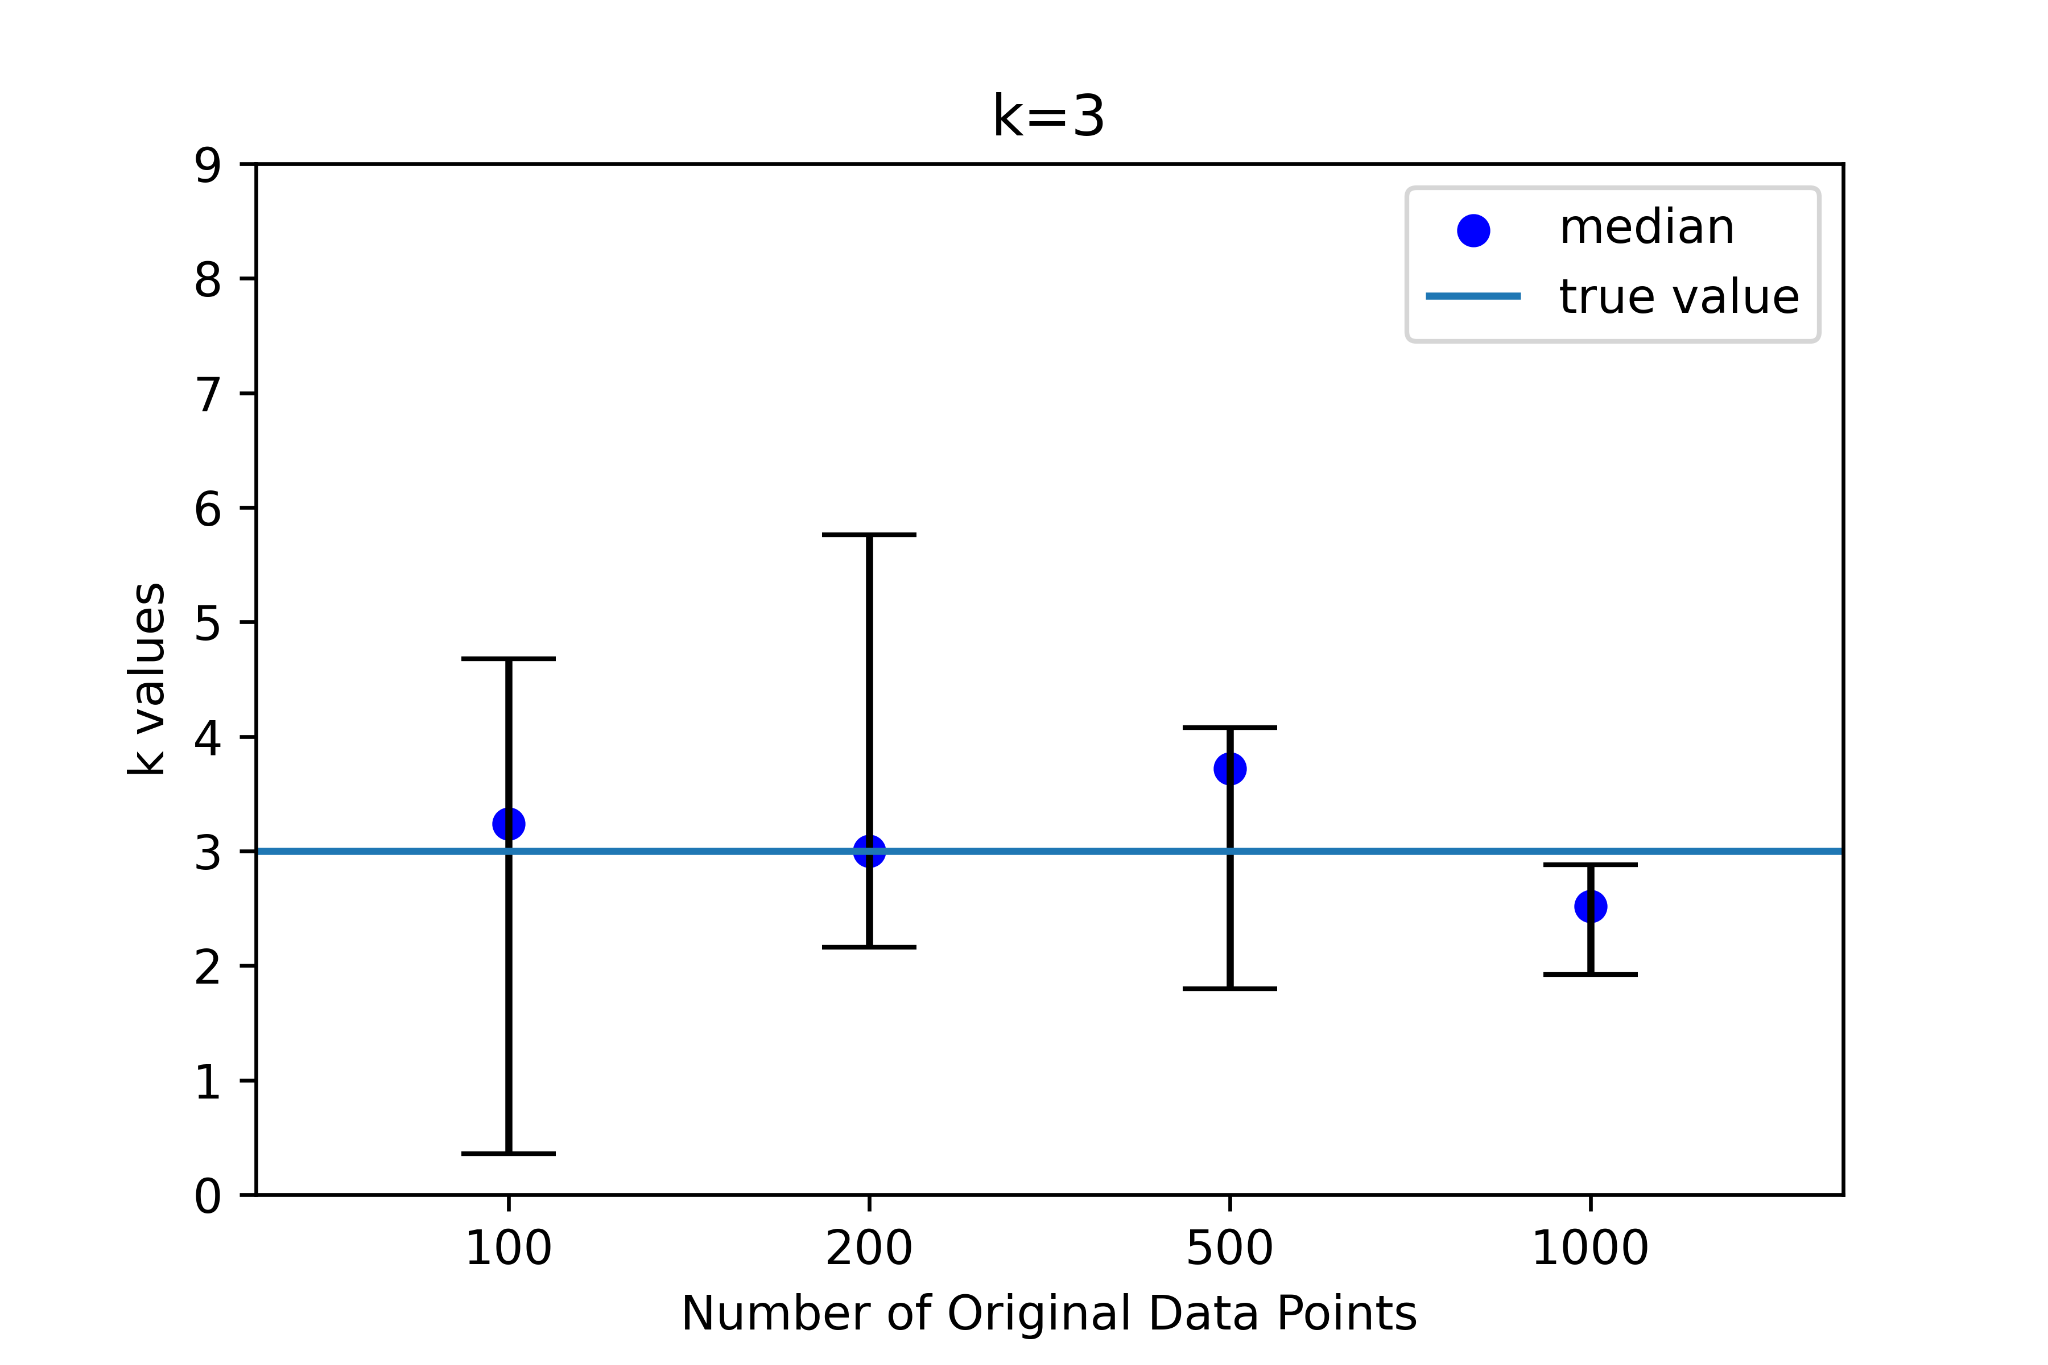 k=3
median
true value
k values
9
8
7
6
5
4
3
2
1
0
100 200 500 1000
Number of Original Data Points